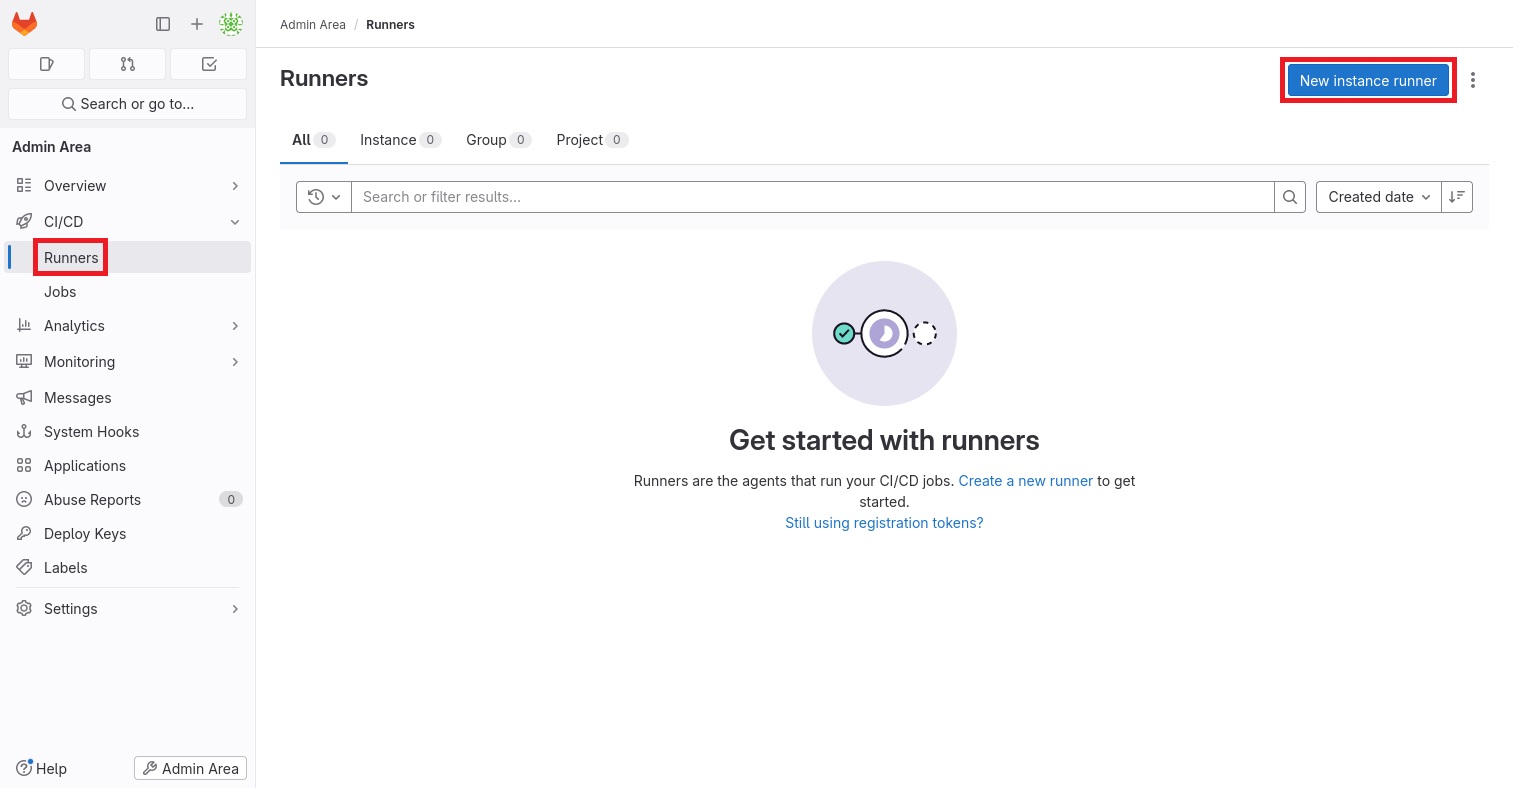 Admin Area / Runners
Search or go to...
Admin Area
Overview
CI/CD
Runners
Jobs
Analytics
Monitoring
Messages
System Hooks
Applications
Abuse Reports 0
Deploy Keys
Labels
Settings
Help
Admin Area
Runners
New instance runner
All 0 Instance 0 Group 0 Project 0
Search or filter results...
Created date
Get started with runners
Runners are the agents that run your CI/CD jobs. Create a new runner to get
started.
Still using registration tokens?